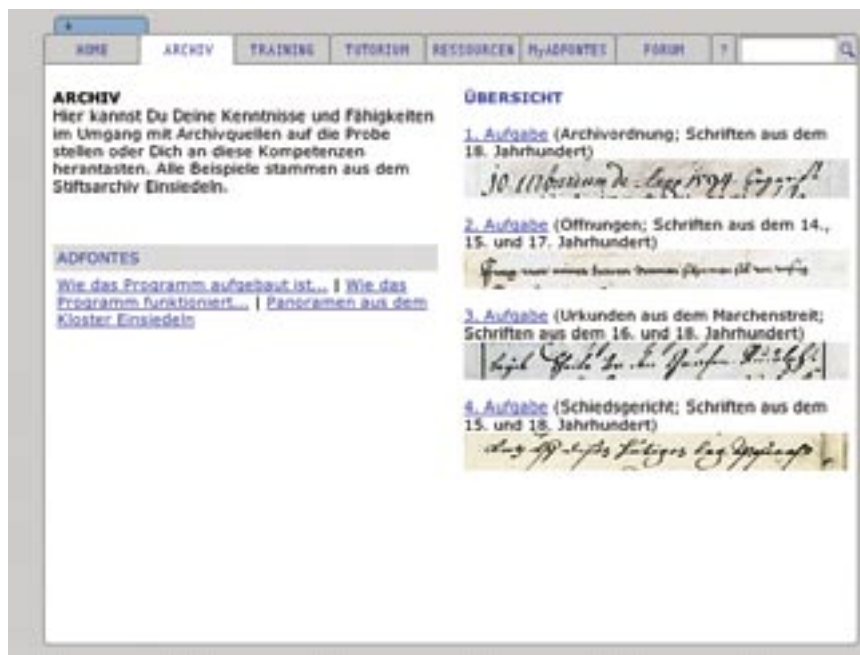 HOME ARCHIV TRAINING TUTORIUM RESSOURCEN MyADFONTES FORUM ?
ARCHIV
Hier kannst Du Deine Kenntnisse und Fähigkeiten
im Umgang mit Archivquellen auf die Probe
stellen oder Dich an diese Kompetenzen
herantasten. Alle Beispiele stammen aus dem
Stiftsarchiv Einsiedeln.
ADFONTES
Wie das Programm aufgebaut ist... | Wie das
Programm funktioniert... | Panoramen aus dem
Kloster Einsiedeln
ÜBERSICHT
1. Aufgabe (Archivordnung; Schriften aus dem
18. Jahrhundert)
2. Aufgabe (Offnungen; Schriften aus dem 14.,
15. und 17. Jahrhundert)
3. Aufgabe (Urkunden aus dem Marchenstreit;
Schriften aus dem 16. und 18. Jahrhundert)
4. Aufgabe (Schiedsgericht; Schriften aus dem
15. und 18. Jahrhundert)